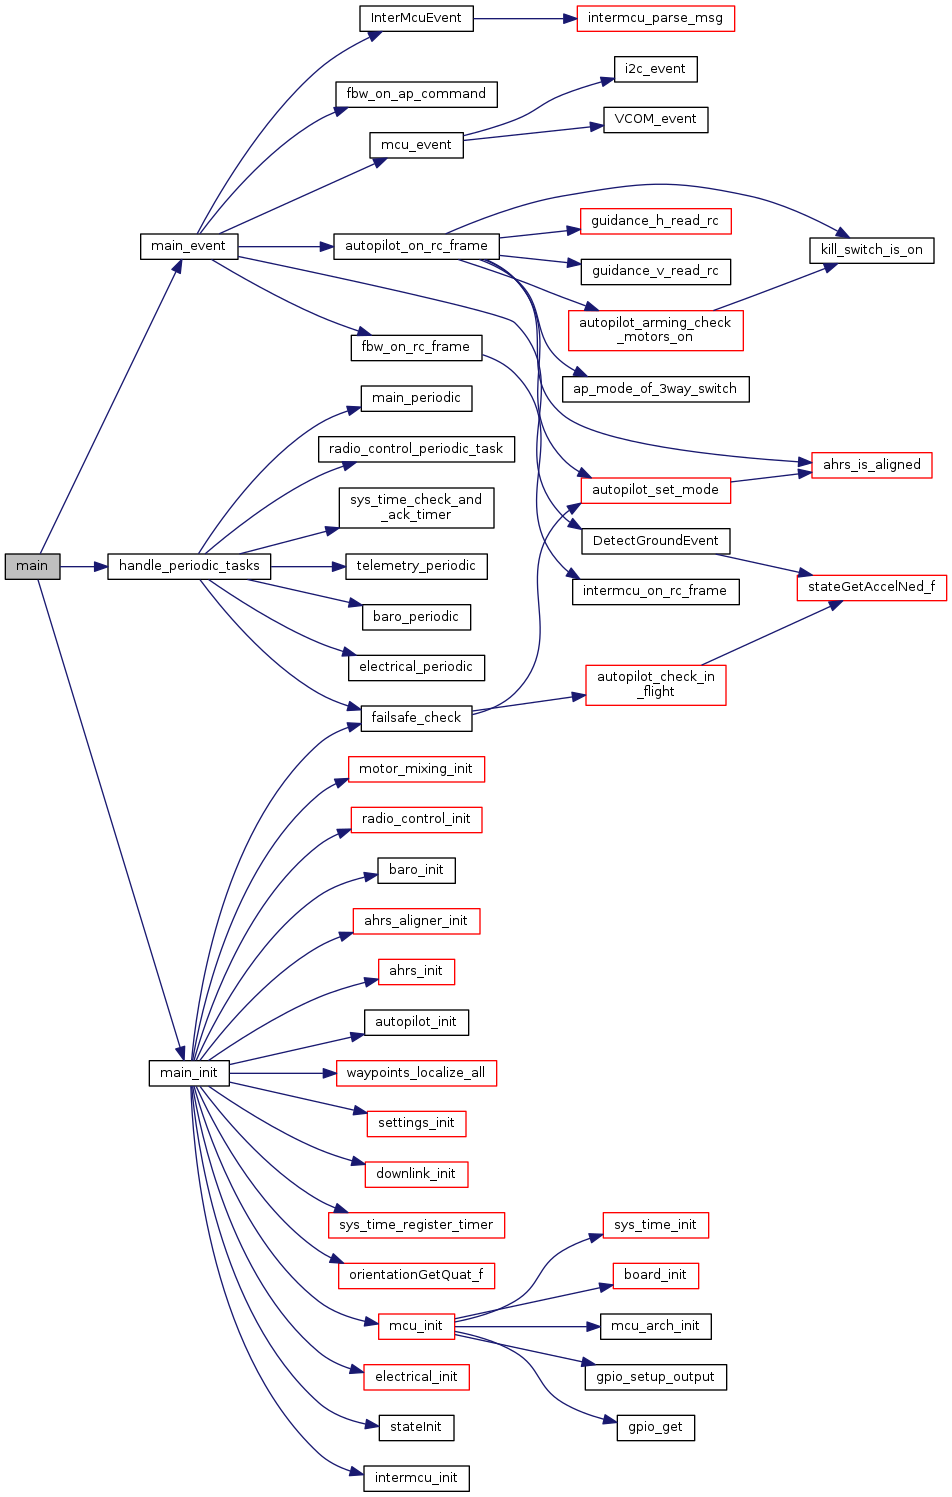 InterMcuEvent
intermcu_parse_msg
i2c_event
fbw_on_ap_command
VCOM_event
mcu_event
guidance_h_read_rc
main_event
autopilot_on_rc_frame
kill_switch_is_on
guidance_v_read_rc
autopilot_arming_check
_motors_on
fbw_on_rc_frame
ap_mode_of_3way_switch
main_periodic
radio_control_periodic_task
ahrs_is_aligned
autopilot_set_mode
sys_time_check_and
_ack_timer
DetectGroundEvent
main
handle_periodic_tasks
telemetry_periodic
stateGetAccelNed_f
intermcu_on_rc_frame
baro_periodic
electrical_periodic
autopilot_check_in
_flight
failsafe_check
motor_mixing_init
radio_control_init
baro_init
ahrs_aligner_init
ahrs_init
autopilot_init
main_init
waypoints_localize_all
settings_init
downlink_init
sys_time_register_timer
sys_time_init
orientationGetQuat_f
board_init
mcu_init
mcu_arch_init
electrical_init
gpio_setup_output
stateInit
gpio_get
intermcu_init